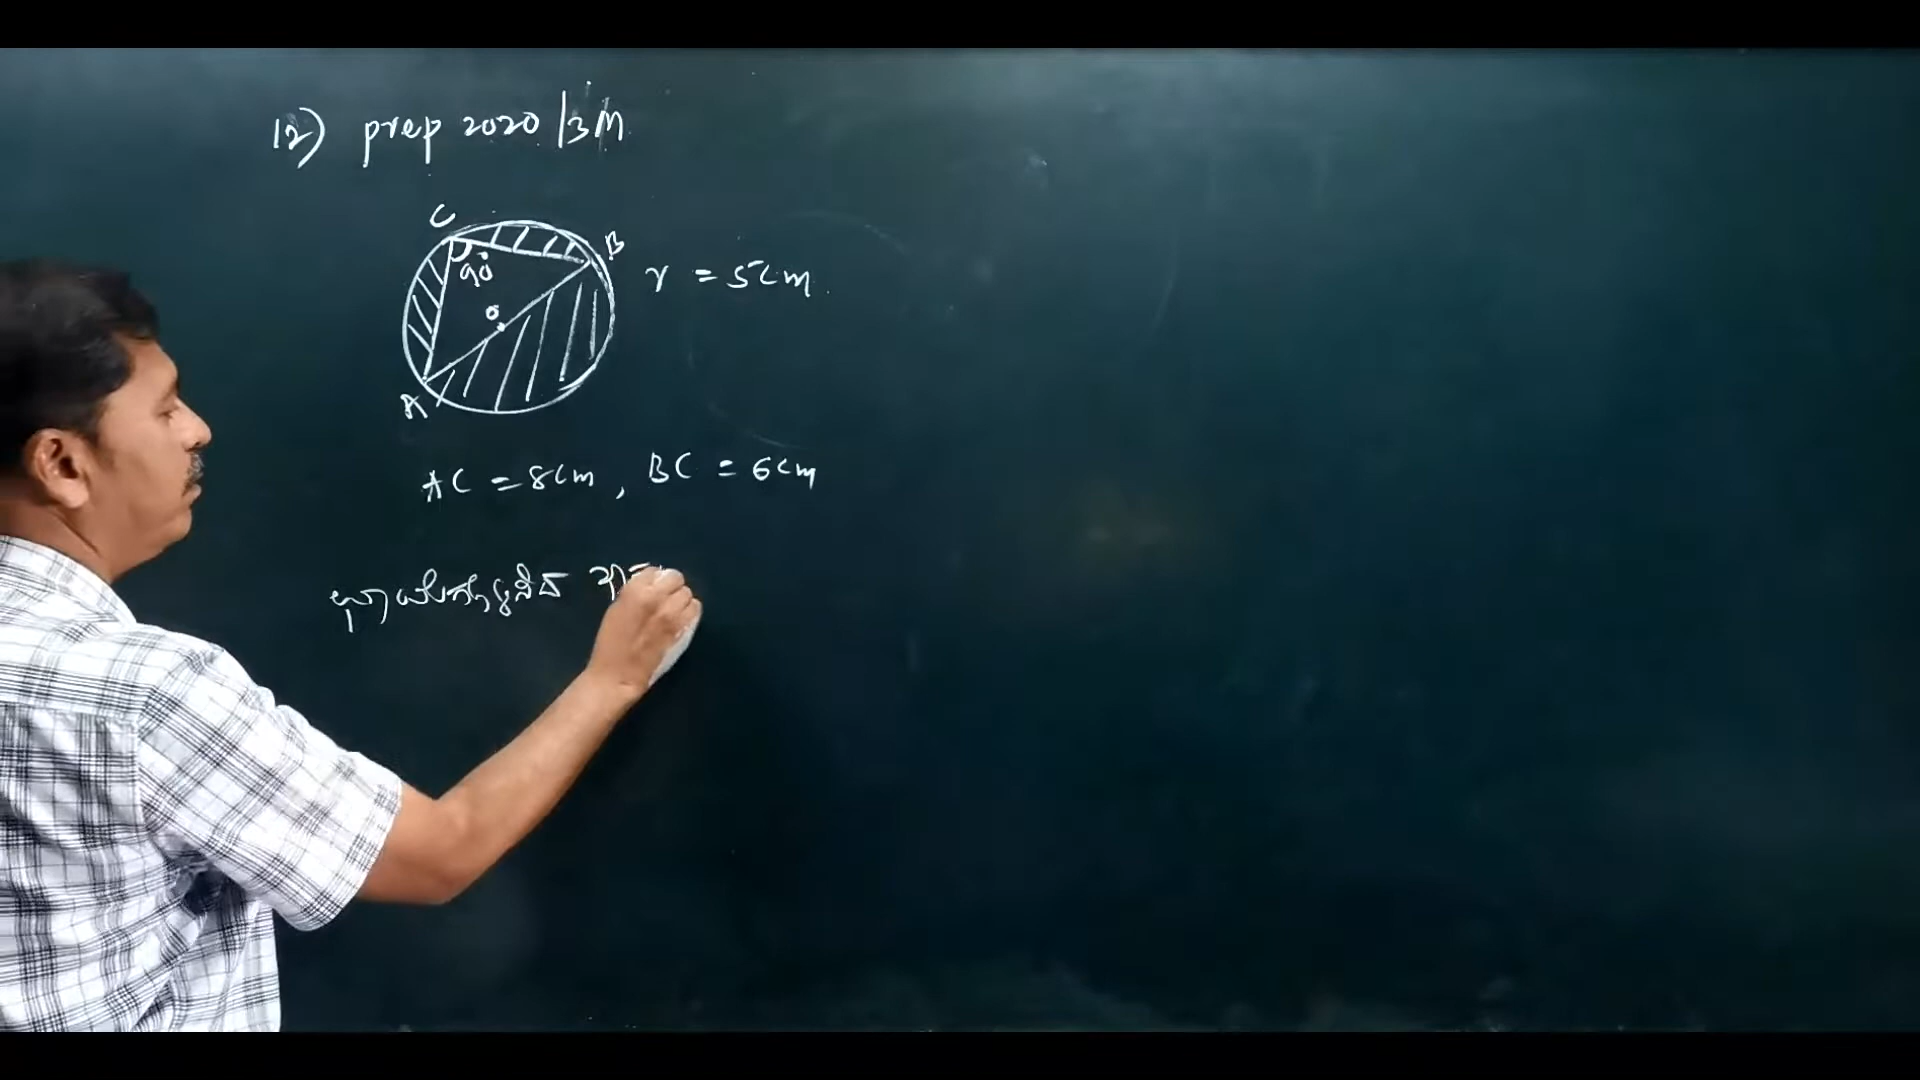 12) prep 2020 /3M
C
B
90°
O
r = 5cm.
A
AC = 8cm, BC = 6cm
ಛಾಯೆಗೊಳಿಸಿದ